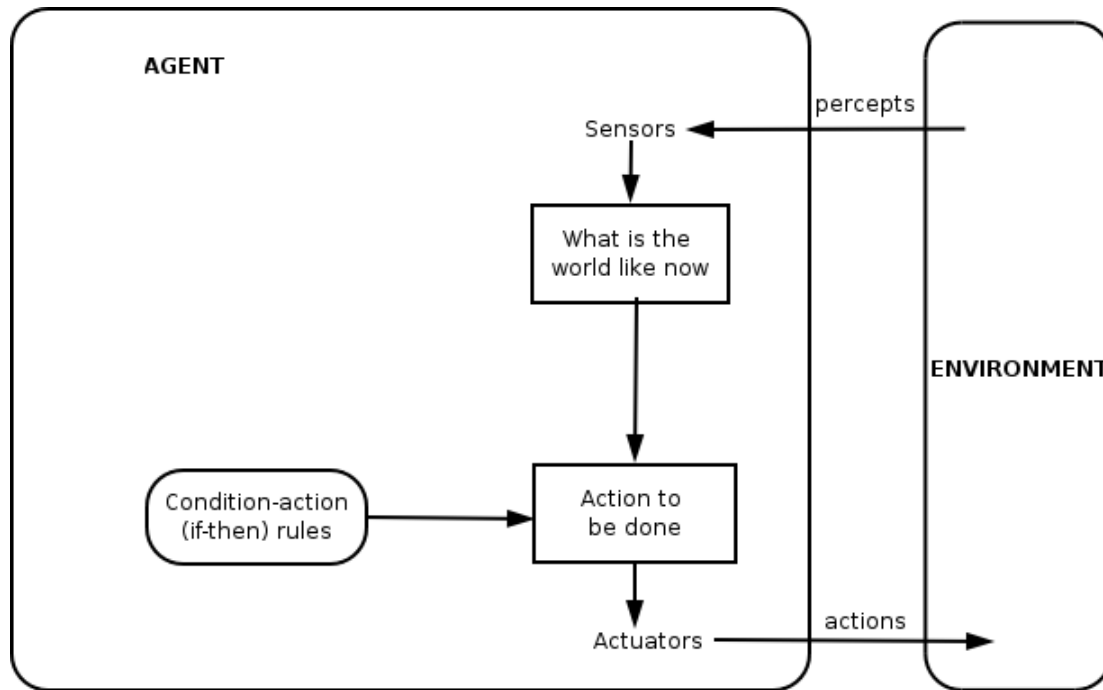 AGENT
percepts
Sensors
What is the
world like now
ENVIRONMENT
Condition-action
(if-then) rules
Action to
be done
actions
Actuators